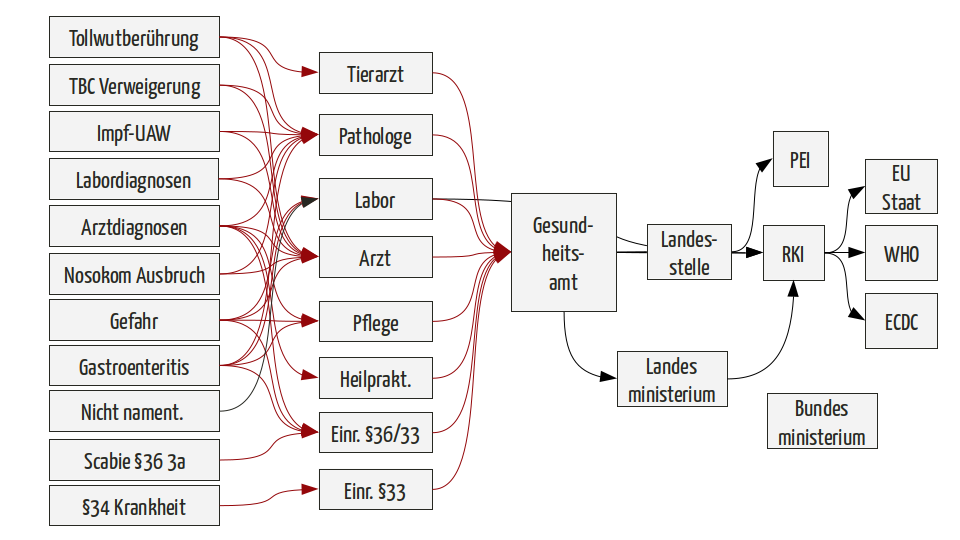 Tollwutberührung
TBC Verweigerung
Impf-UAW
Labordiagnosen
Arztdiagnosen
Nosokom Ausbruch
Gefahr
Gastroenteritis
Nicht nament.
Scabie §36 3a
§34 Krankheit
Tierarzt
Pathologe
Labor
Arzt
Pflege
Heilprakt.
Einr. §36/33
Einr. §33
Gesund-
heits-
amt
Landes-
stelle
Landes
ministerium
PEI
RKI
Bundes
ministerium
EU
Staat
WHO
ECDC